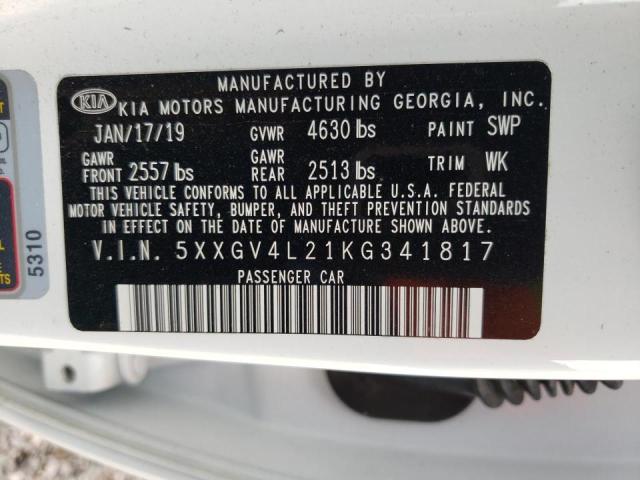 MANUFACTURED BY
KIA KIA MOTORS MANUFACTURING GEORGIA, INC.
JAN/17/19 GVWR 4630 lbs PAINT SWP
GAWR FRONT 2557 lbs GAWR REAR 2513 lbs TRIM WK
THIS VEHICLE CONFORMS TO ALL APPLICABLE U.S.A. FEDERAL
MOTOR VEHICLE SAFETY, BUMPER, AND THEFT PREVENTION STANDARDS
IN EFFECT ON THE DATE OF MANUFACTURE SHOWN ABOVE.
V.I.N. 5XXGV4L21KG341817
PASSENGER CAR
5310